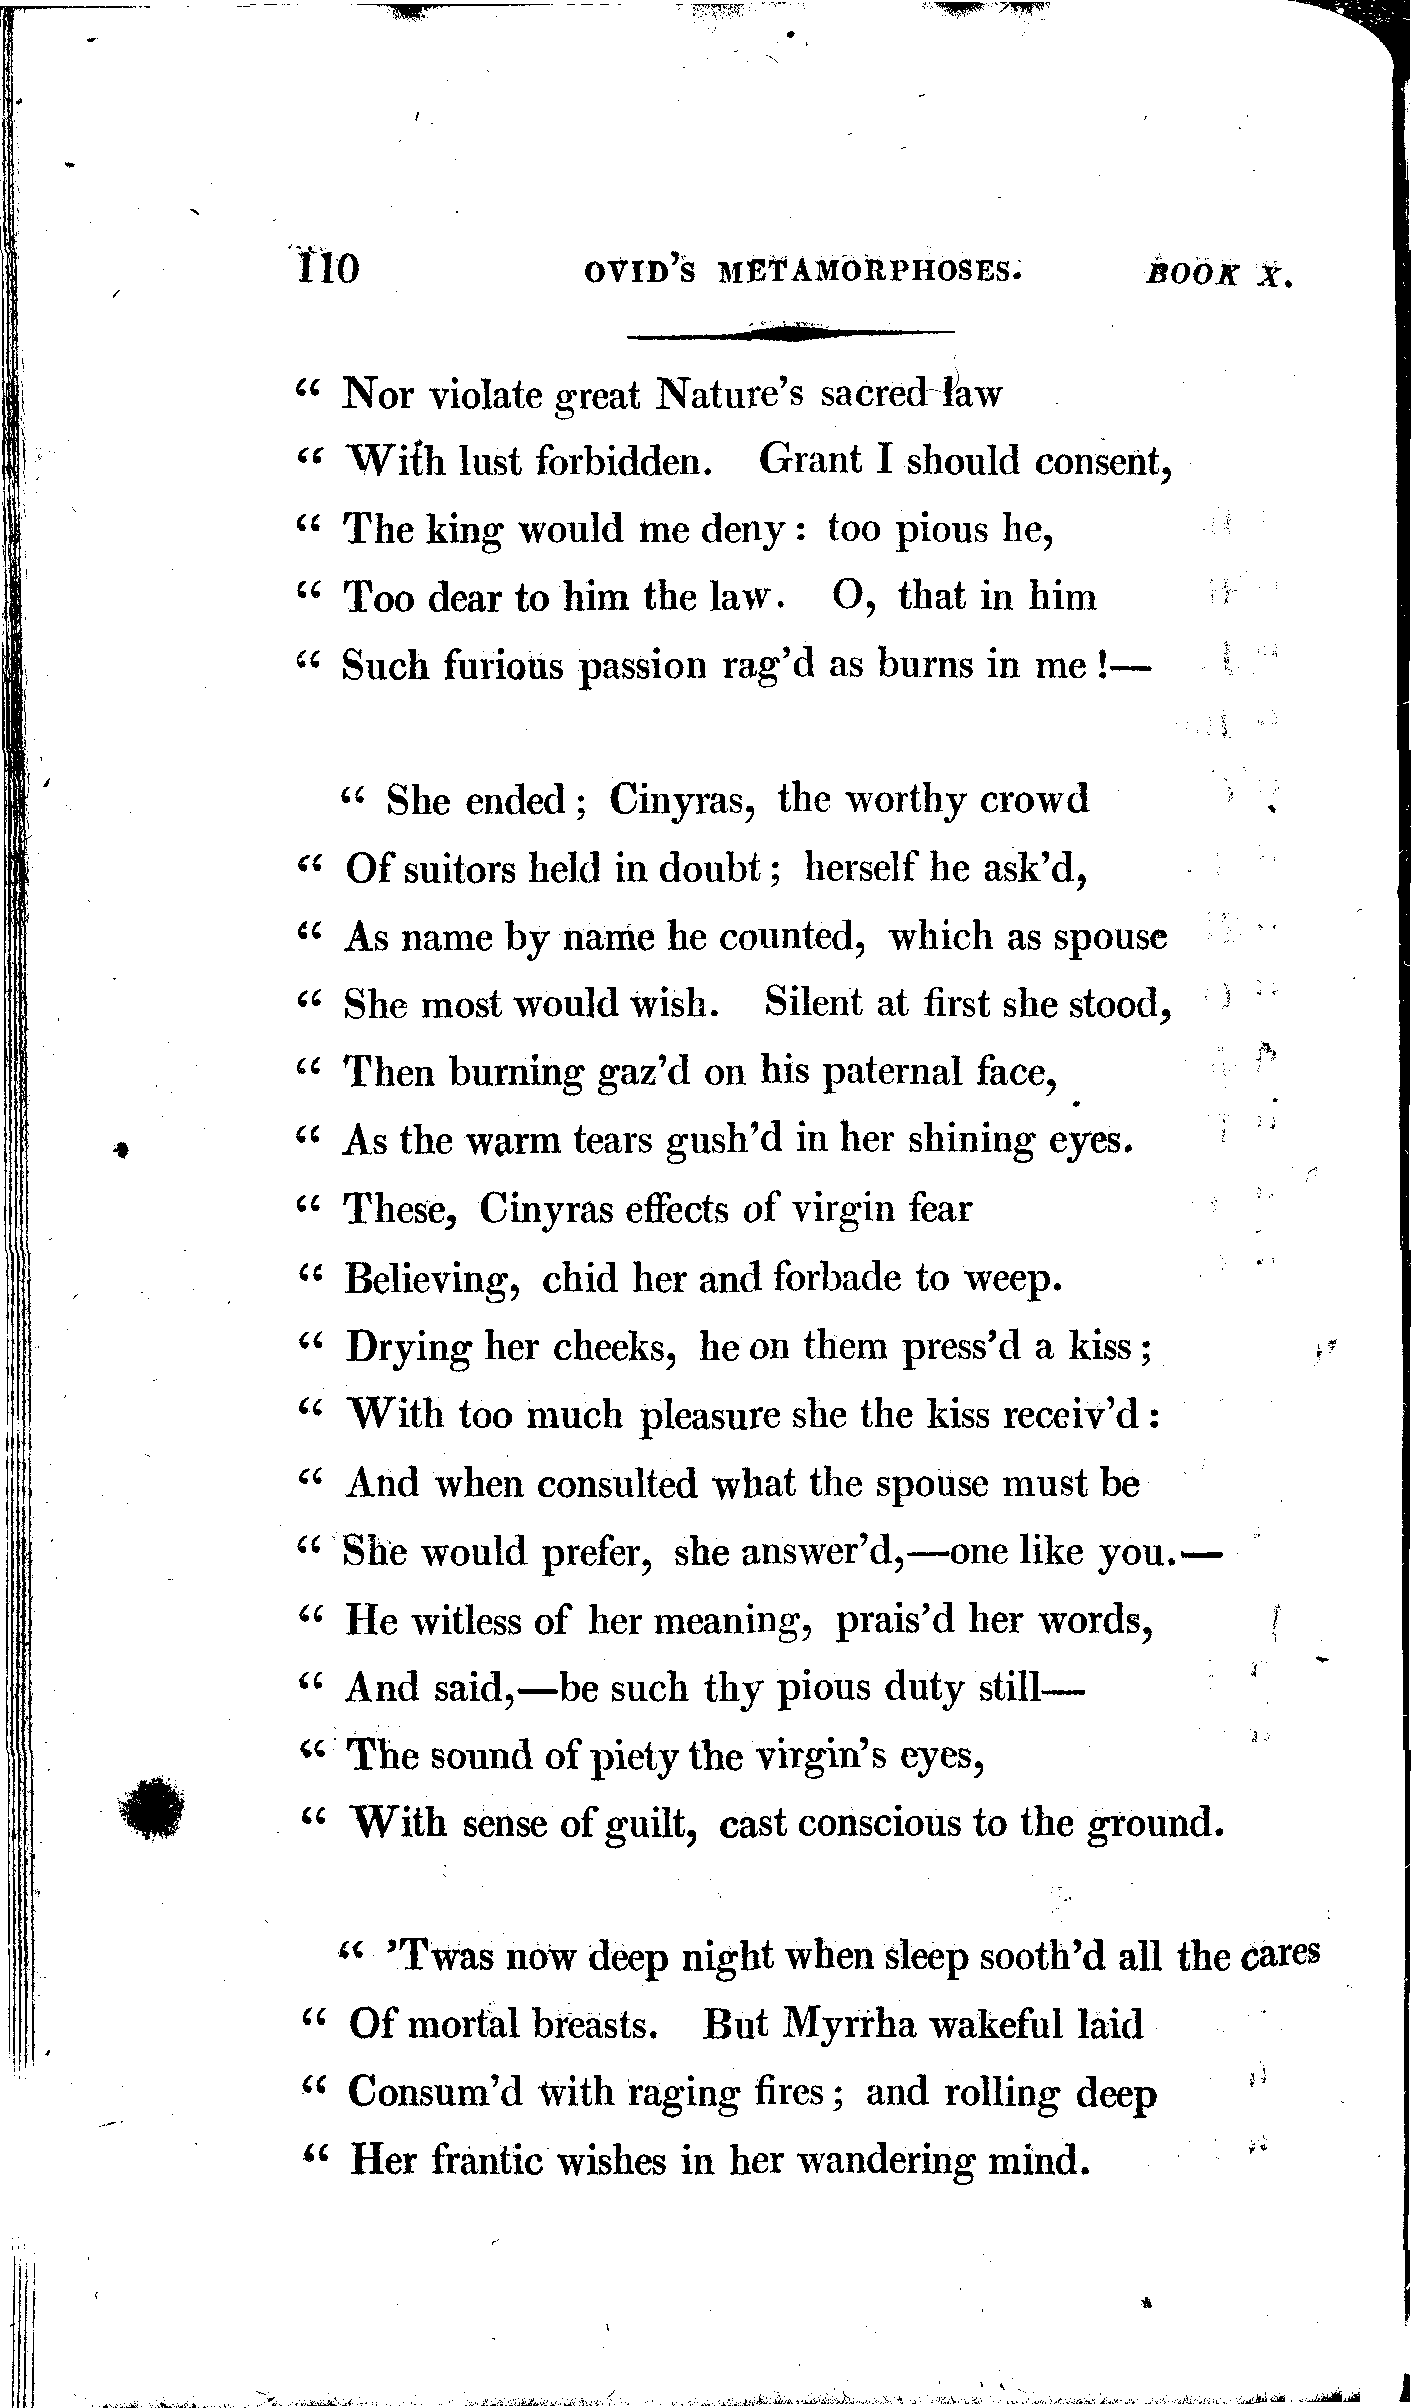 110 OVID'S METAMORPHOSES. BOOK X.
“ Nor violate great Nature's sacred law
“ With lust forbidden. Grant I should consent,
“ The king would me deny : too pious he,
“ Too dear to him the law. O, that in him
“ Such furious passion rag'd as burns in me !—
“ She ended ; Cinyras, the worthy crowd
“ Of suitors held in doubt ; herself he ask'd,
“ As name by name he counted, which as spouse
“ She most would wish. Silent at first she stood,
“ Then burning gaz'd on his paternal face,
“ As the warm tears gush'd in her shining eyes.
“ These, Cinyras effects of virgin fear
“ Believing, chid her and forbade to weep.
“ Drying her cheeks, he on them press'd a kiss ;
“ With too much pleasure she the kiss receiv'd :
“ And when consulted what the spouse must be
“ She would prefer, she answer'd,—one like you.—
“ He witless of her meaning, prais'd her words,
“ And said,—be such thy pious duty still—
“ The sound of piety the virgin's eyes,
“ With sense of guilt, cast conscious to the ground.
“ 'Twas now deep night when sleep sooth'd all the cares
“ Of mortal breasts. But Myrrha wakeful laid
“ Consum'd with raging fires ; and rolling deep
“ Her frantic wishes in her wandering mind.